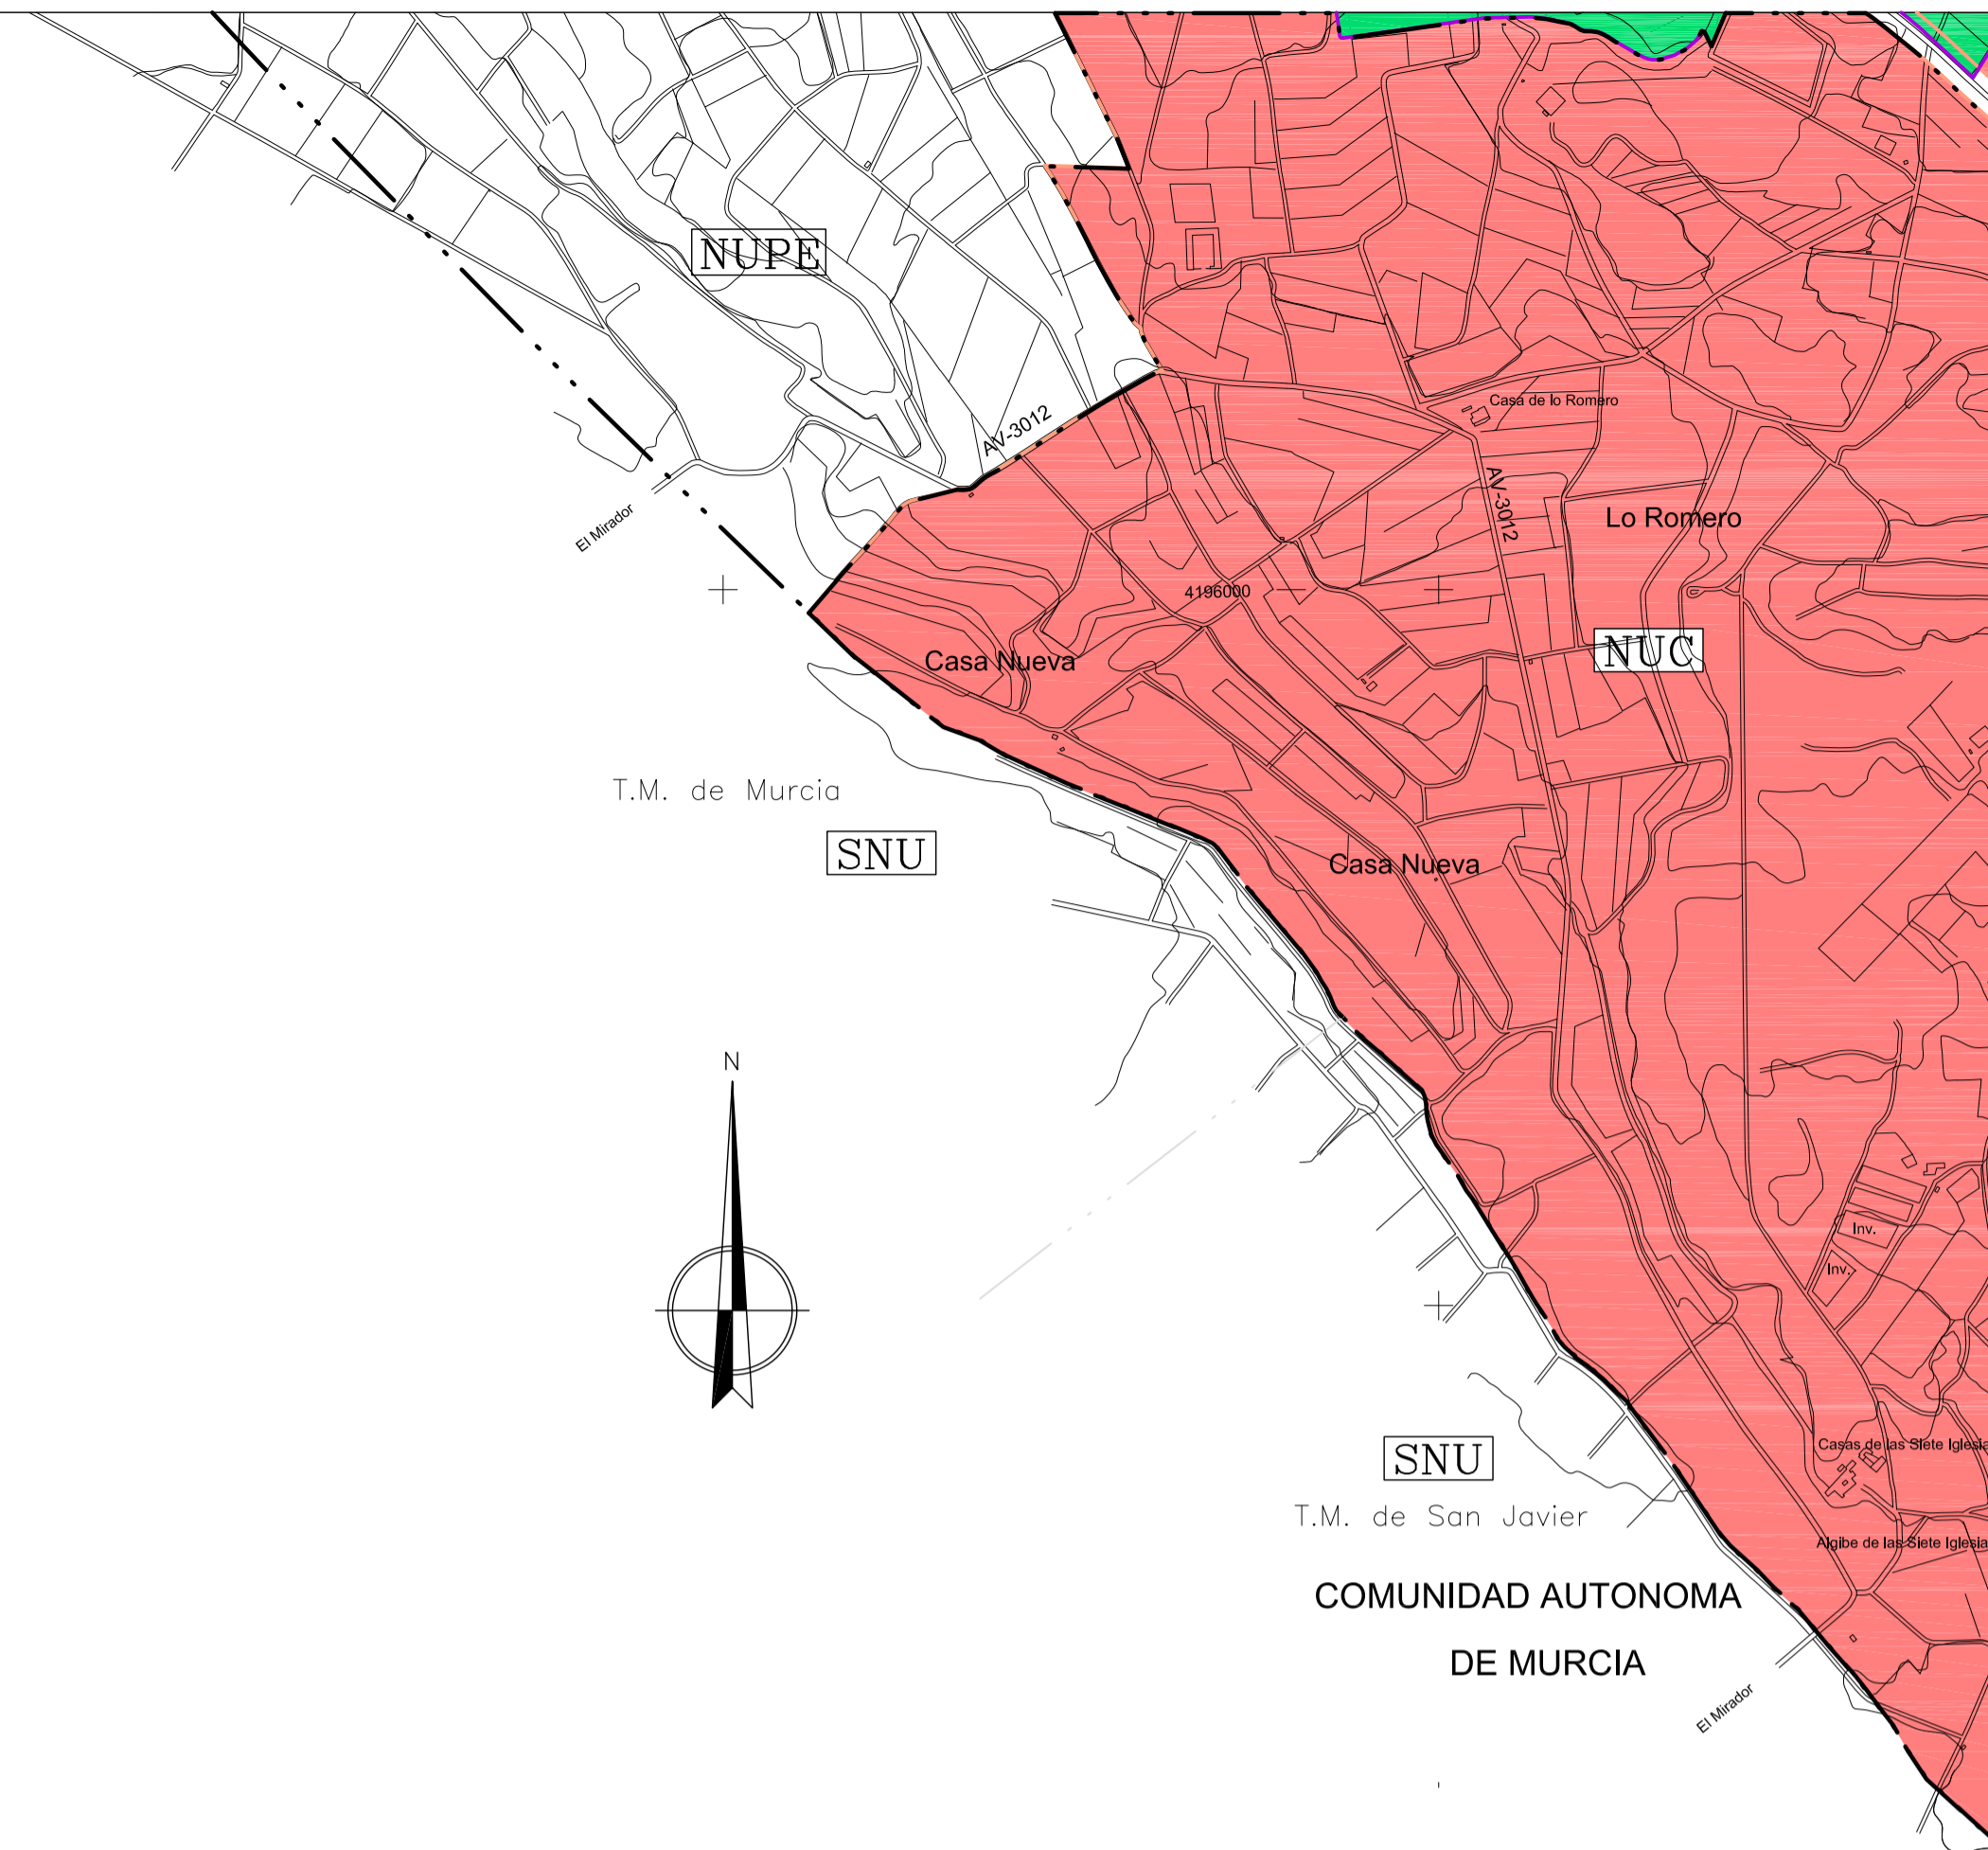 NUPE
Casa de lo Romero
AV-3012
AV-3012
Lo Romero
El Mirador
4196000
NUC
Casa Nueva
T.M. de Murcia
SNU
Casa Nueva
N
Inv.
Inv.
Casas de las Siete Iglesia
SNU
T.M. de San Javier
Algibe de las Siete Iglesia
COMUNIDAD AUTONOMA
DE MURCIA
El Mirador